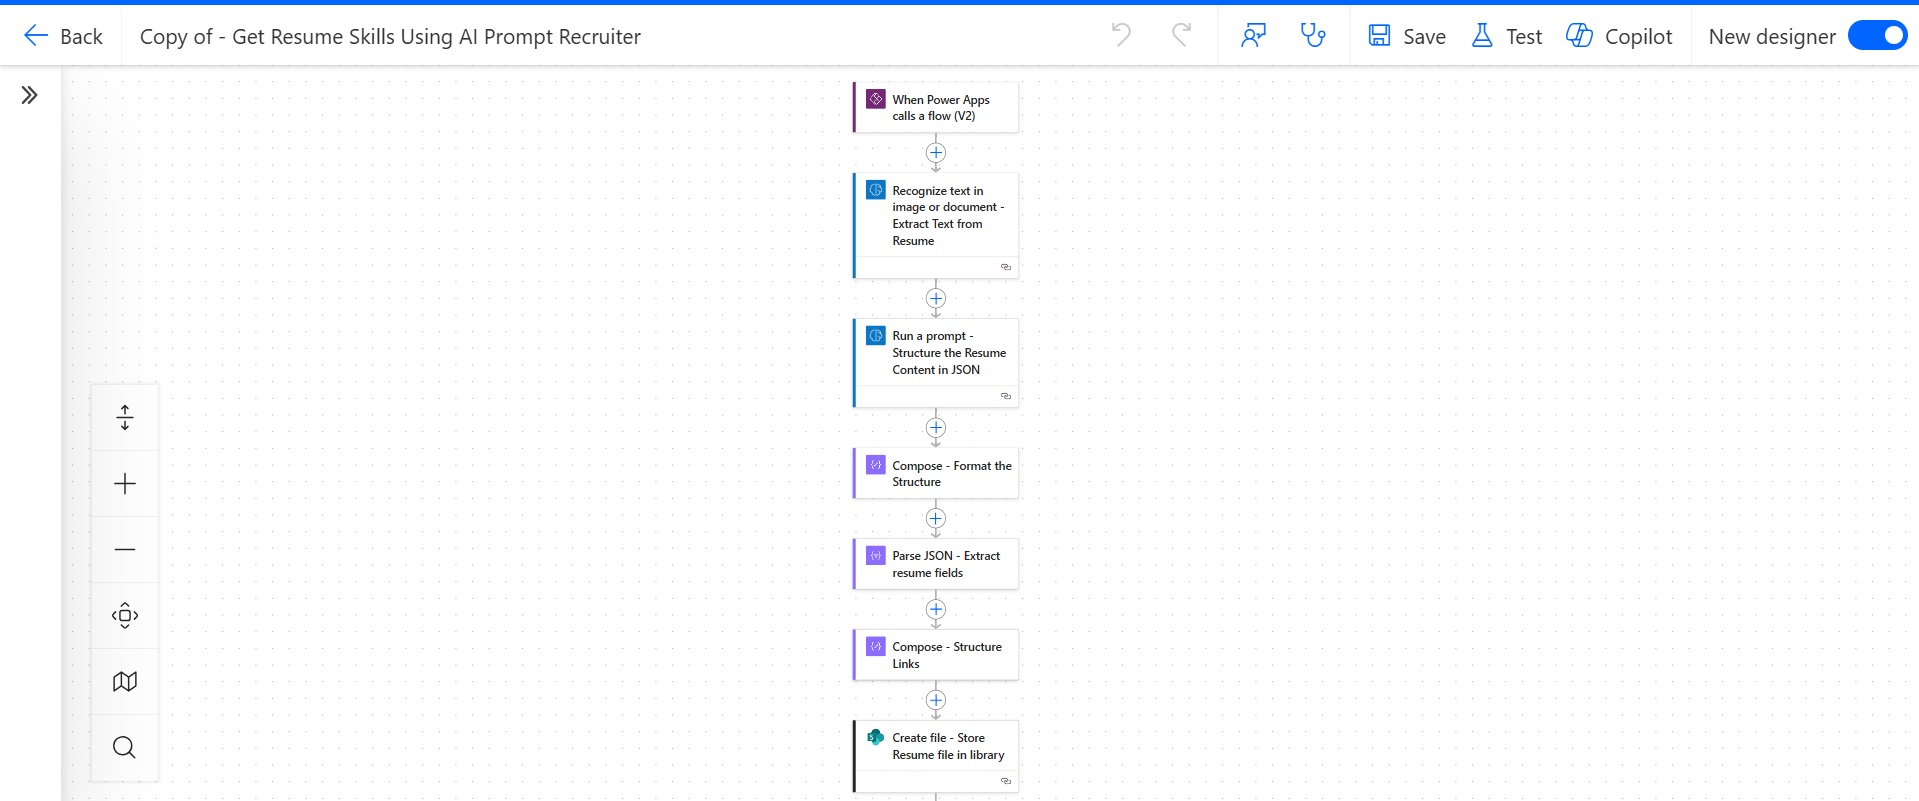 Back
Copy of - Get Resume Skills Using AI Prompt Recruiter
Save
Test
Copilot
New designer
When Power Apps
calls a flow (V2)
Recognize text in
image or document -
Extract Text from
Resume
Run a prompt -
Structure the Resume
Content in JSON
Compose - Format the
Structure
Parse JSON - Extract
resume fields
Compose - Structure
Links
Create file - Store
Resume file in library